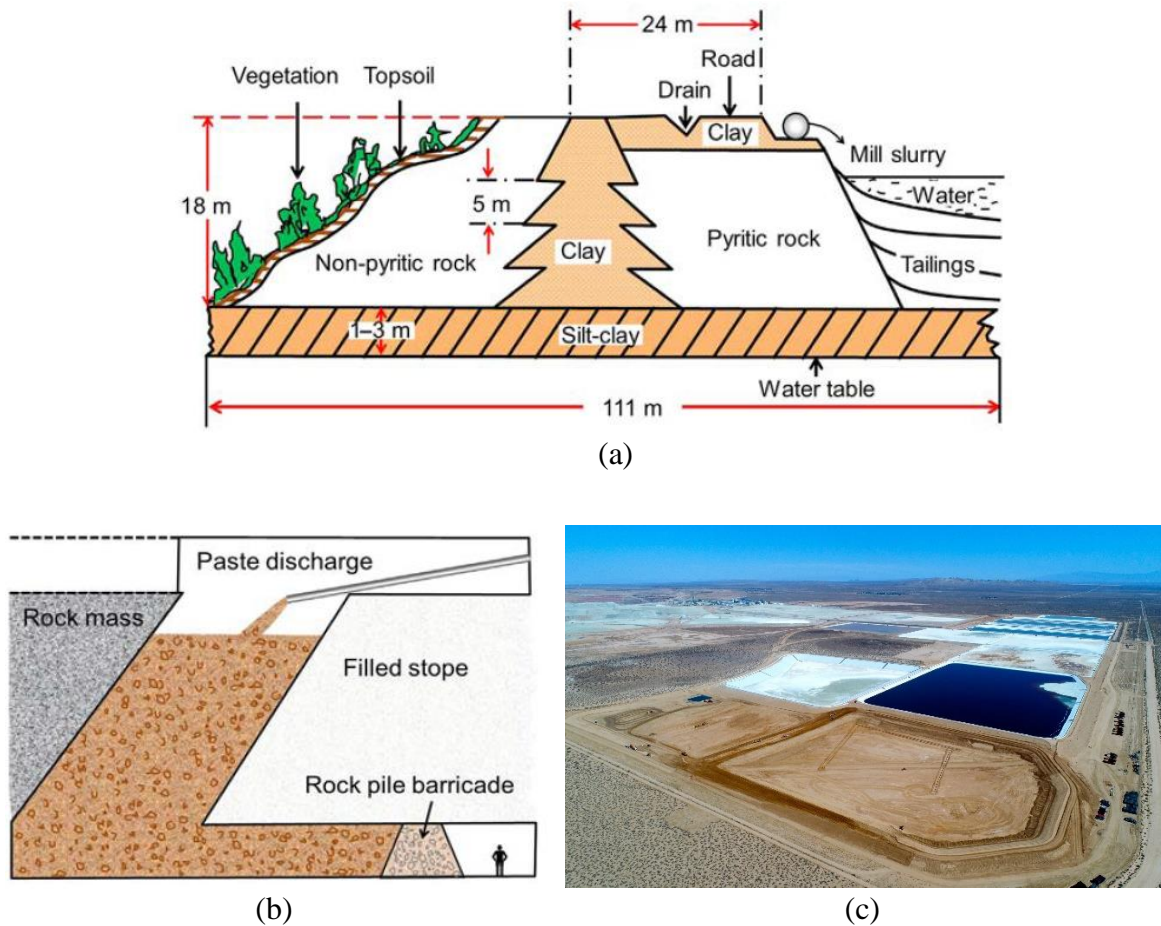 24 m
Vegetation Topsoil
Road
Drain
Clay
Mill slurry
18 m
5 m
Water
Non-pyritic rock
Clay
Pyritic rock
Tailings
1–3 m
Silt-clay
Water table
111 m
(a)
Paste discharge
Rock mass
Filled stope
Rock pile barricade
(b)
(c)